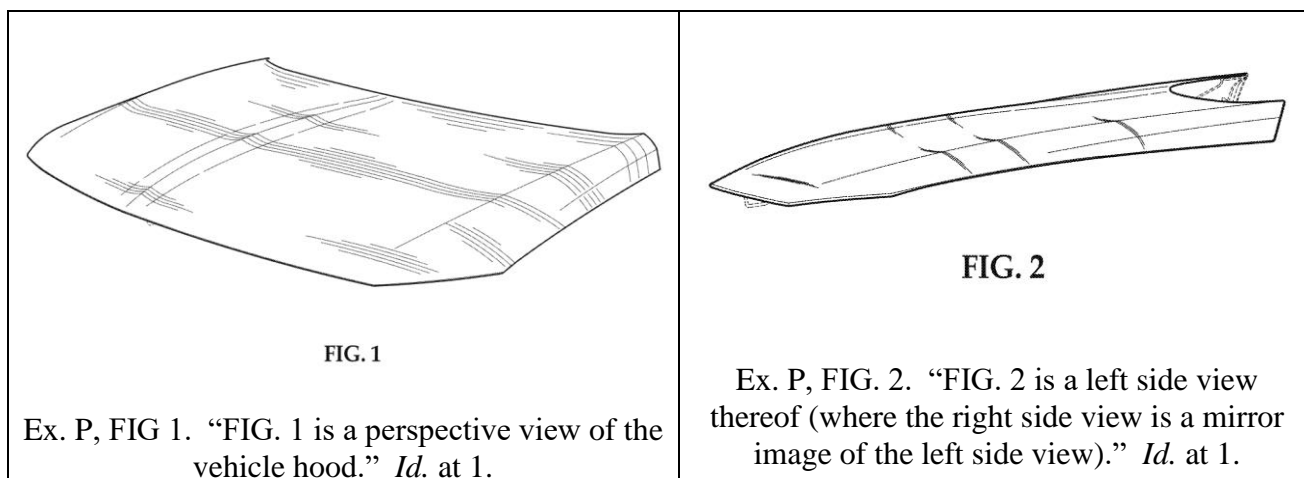 FIG. 1
Ex. P, FIG 1. “FIG. 1 is a perspective view of the
vehicle hood.” Id. at 1.
FIG. 2
Ex. P, FIG. 2. “FIG. 2 is a left side view
thereof (where the right side view is a mirror
image of the left side view).” Id. at 1.